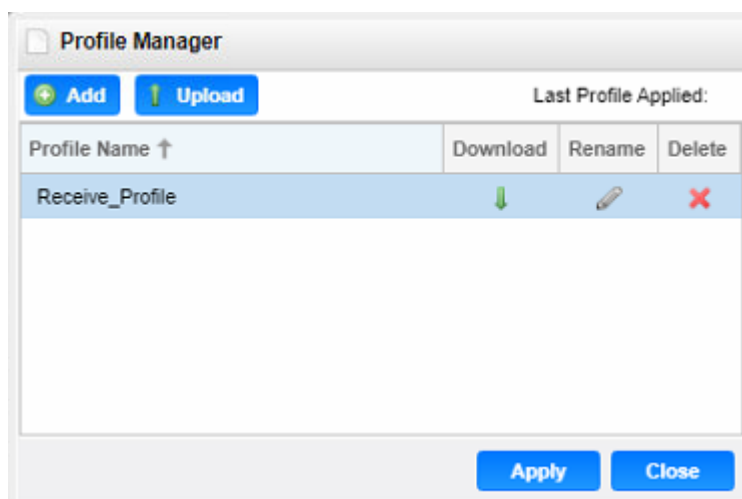 Profile Manager
Add Upload Last Profile Applied:
Profile Name Download Rename Delete
Receive_Profile
Apply Close